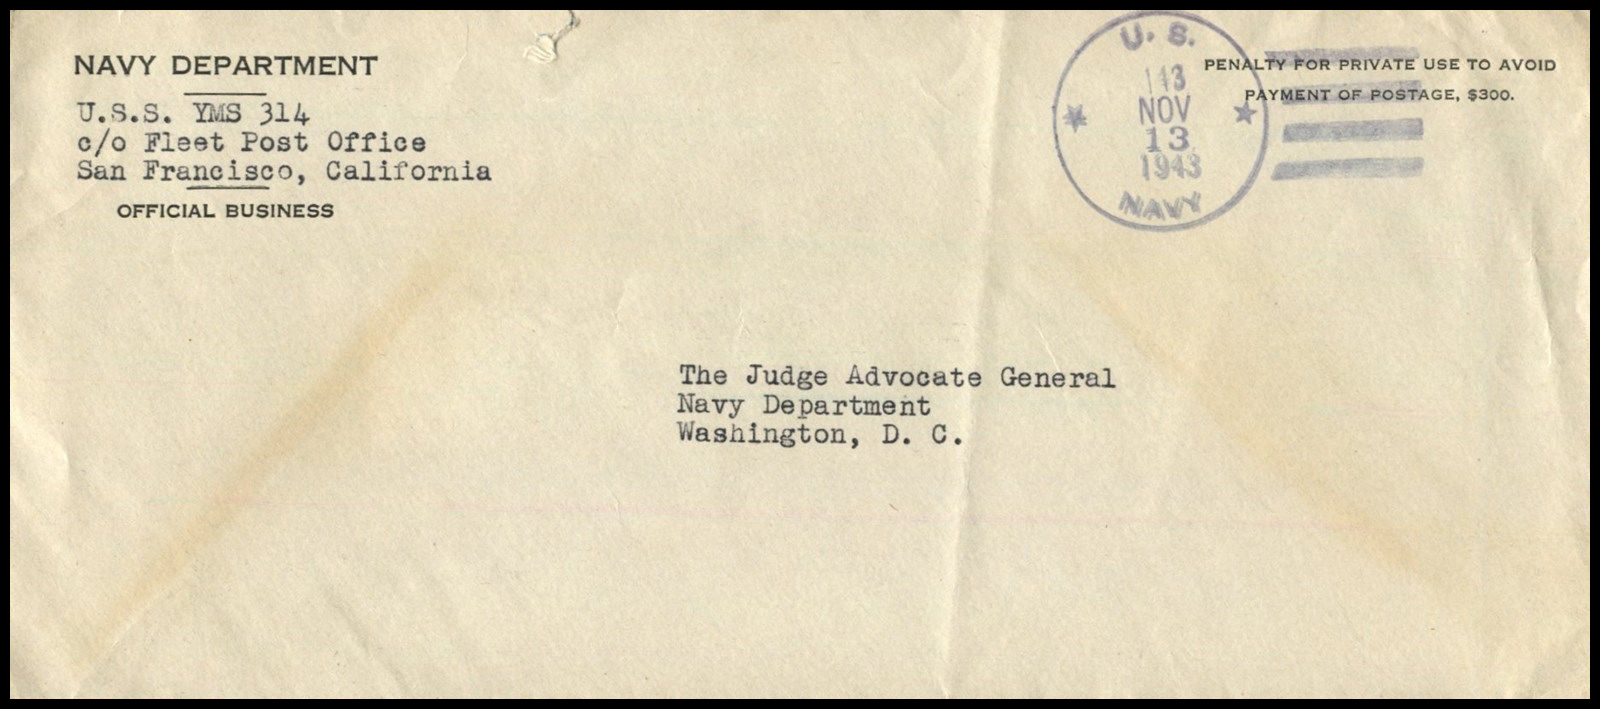 NAVY DEPARTMENT
U.S.S. YMS 314
c/o Fleet Post Office
San Francisco, California
OFFICIAL BUSINESS
U. S.
NOV
13
1943
NAVY
PENALTY FOR PRIVATE USE TO AVOID
PAYMENT OF POSTAGE, $300.
The Judge Advocate General
Navy Department
Washington, D. C.